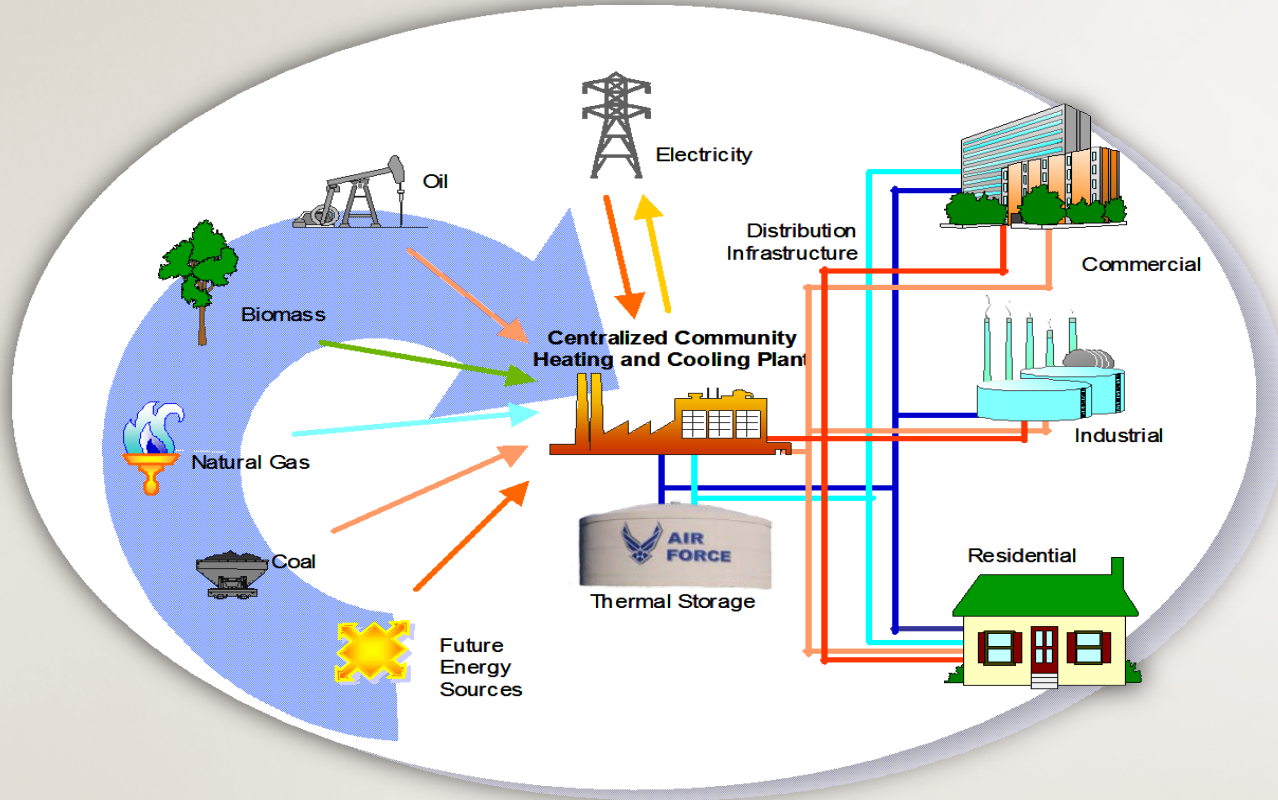 Electricity
Oil
Distribution
Infrastructure
Commercial
Biomass
Centralized Community
Heating and Cooling Plant
Industrial
Natural Gas
AIR
FORCE
Coal
Residential
Thermal Storage
Future
Energy
Sources